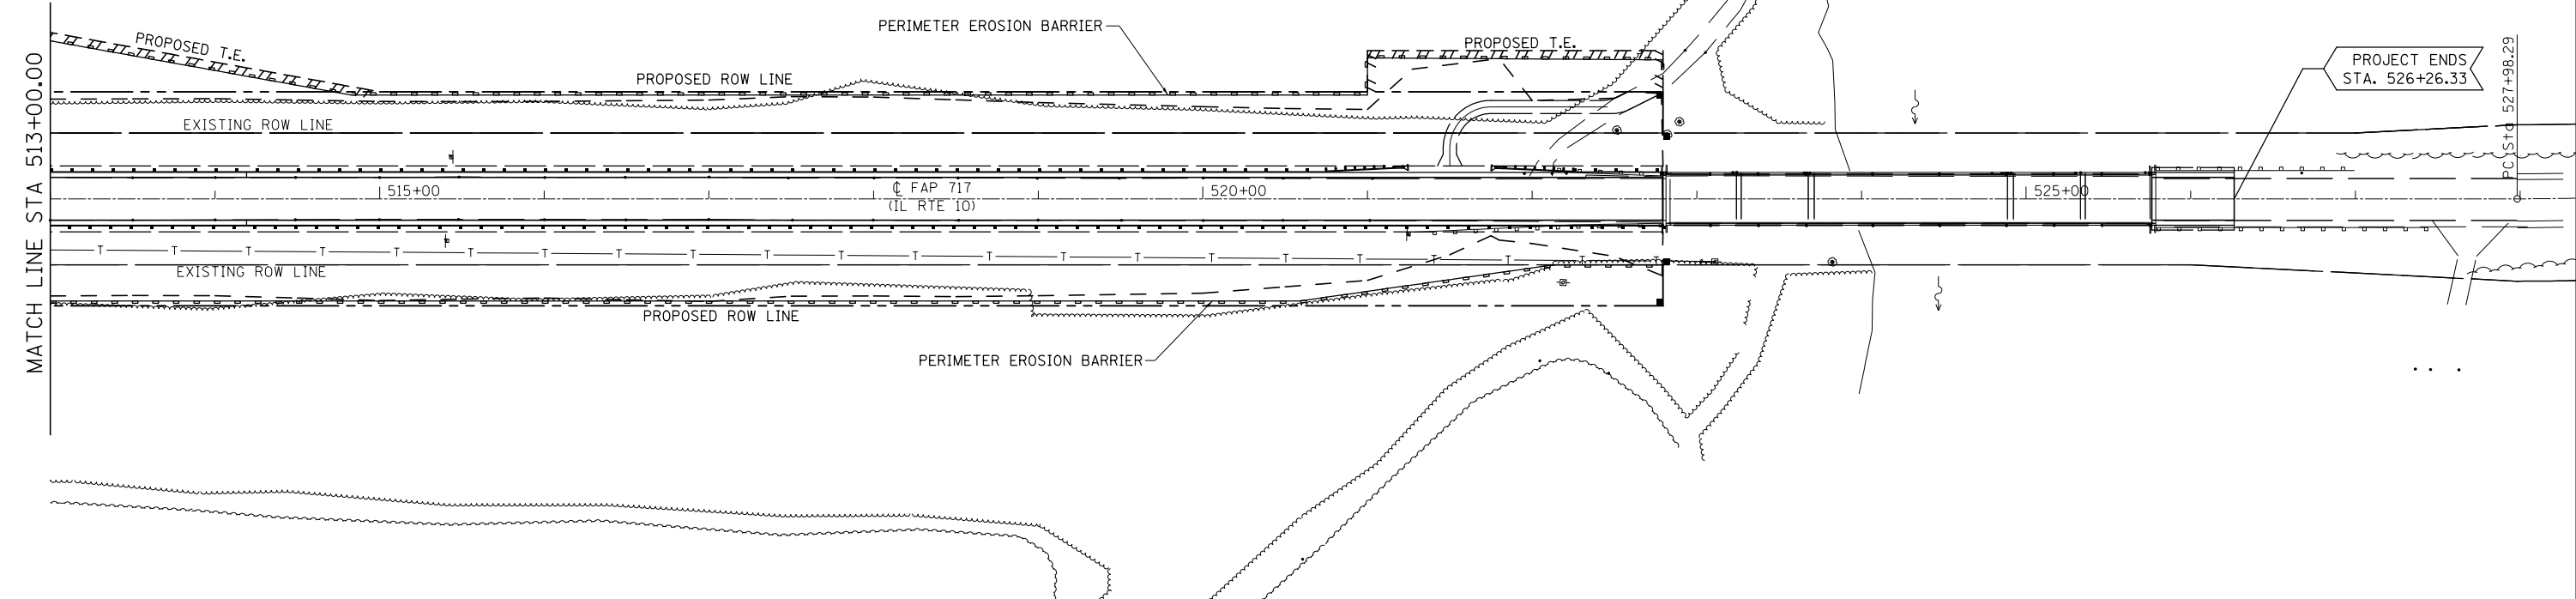 PERIMETER EROSION BARRIER
PROPOSED T.E.
PROPOSED T.E.
PROPOSED ROW LINE
PROJECT ENDS
STA. 526+26.33
PC Sta 527+98.29
MATCH LINE STA 513+00.00
EXISTING ROW LINE
515+00
℄ FAP 717
(IL RTE 10)
520+00
525+00
T T T T T T T T T T T T T T T T T T T T T T
EXISTING ROW LINE
PROPOSED ROW LINE
PERIMETER EROSION BARRIER